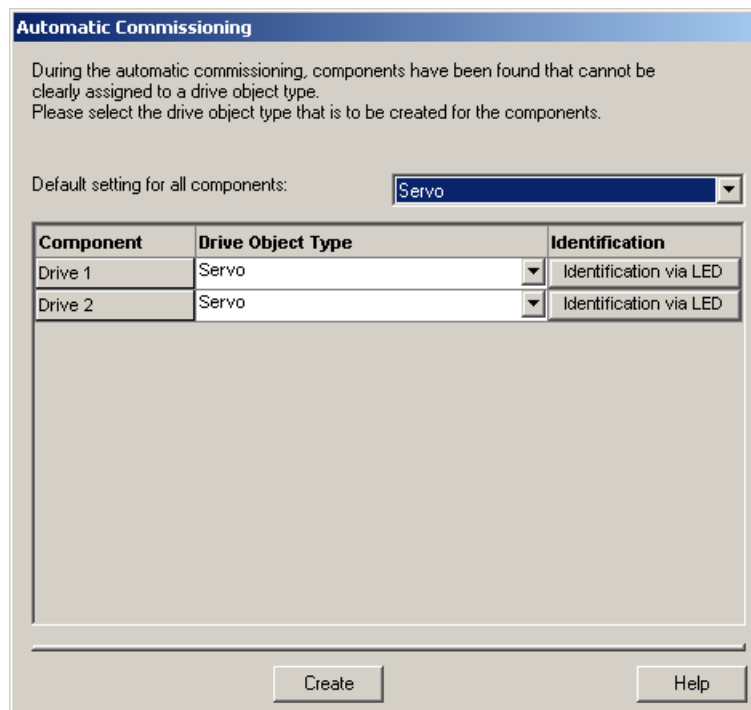 Automatic Commissioning
During the automatic commissioning, components have been found that cannot be
clearly assigned to a drive object type.
Please select the drive object type that is to be created for the components.
Default setting for all components: Servo
Component Drive Object Type Identification
Drive 1 Servo Identification via LED
Drive 2 Servo Identification via LED
Create Help